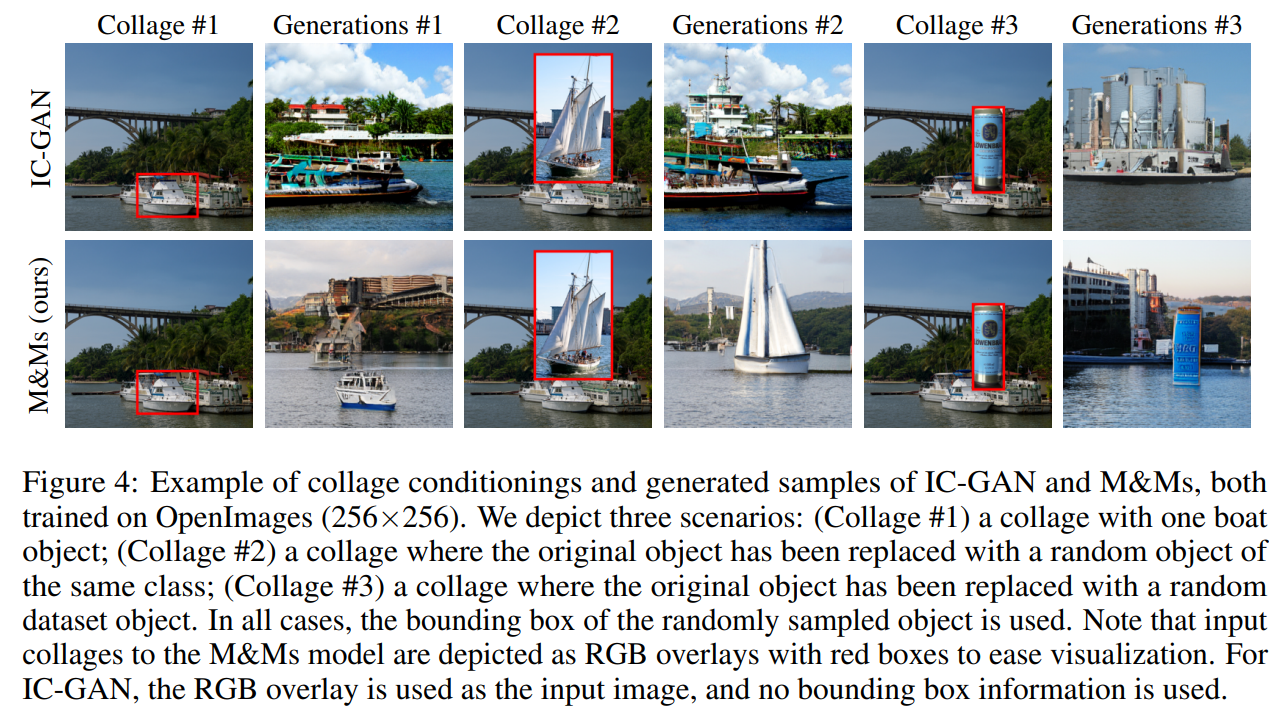 Collage #1 Generations #1 Collage #2 Generations #2 Collage #3 Generations #3
IC-GAN
M&Ms (ours)
Figure 4: Example of collage conditionings and generated samples of IC-GAN and M&Ms, both
trained on OpenImages (256×256). We depict three scenarios: (Collage #1) a collage with one boat
object; (Collage #2) a collage where the original object has been replaced with a random object of
the same class; (Collage #3) a collage where the original object has been replaced with a random
dataset object. In all cases, the bounding box of the randomly sampled object is used. Note that input
collages to the M&Ms model are depicted as RGB overlays with red boxes to ease visualization. For
IC-GAN, the RGB overlay is used as the input image, and no bounding box information is used.